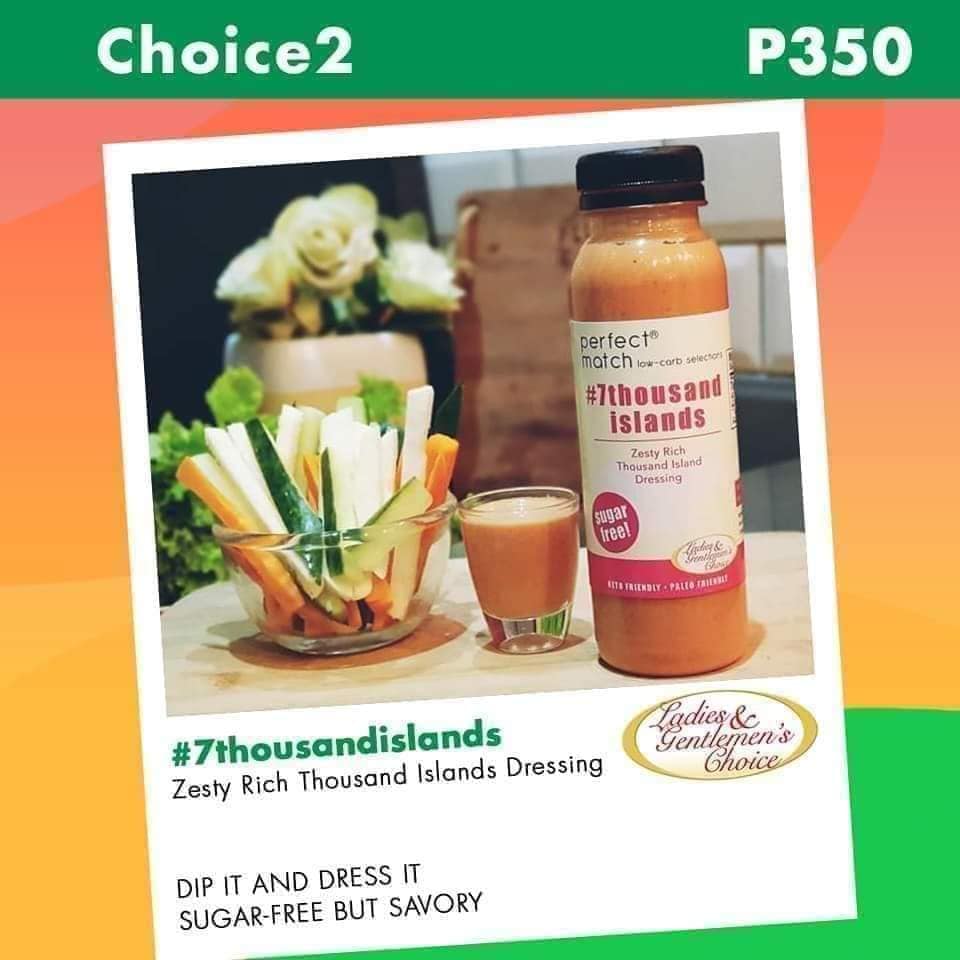 Choice2
P350
perfect®
match low-carb selections
#7thousand
islands
Zesty Rich
Thousand Island
Dressing
sugar
free!
Ladies &
Gentlemen's
Choice
KETO FRIENDLY • PALEO FRIENDLY
#7thousandislands
Zesty Rich Thousand Islands Dressing
Ladies &
Gentlemen's
Choice
DIP IT AND DRESS IT
SUGAR-FREE BUT SAVORY